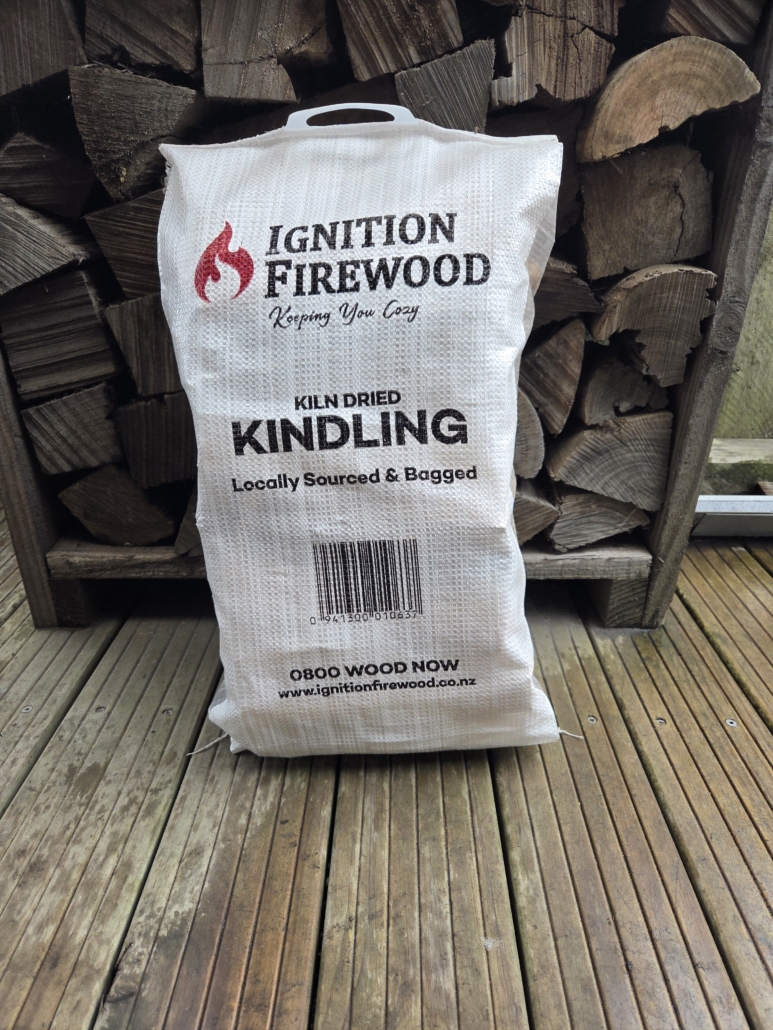 IGNITION
FIREWOOD
Keeping You Cozy
KILN DRIED
KINDLING
Locally Sourced & Bagged
0 941300 010637
0800 WOOD NOW
www.ignitionfirewood.co.nz